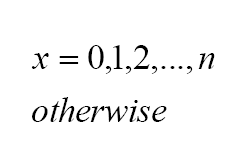 x = 0,1,2,...,n
otherwise